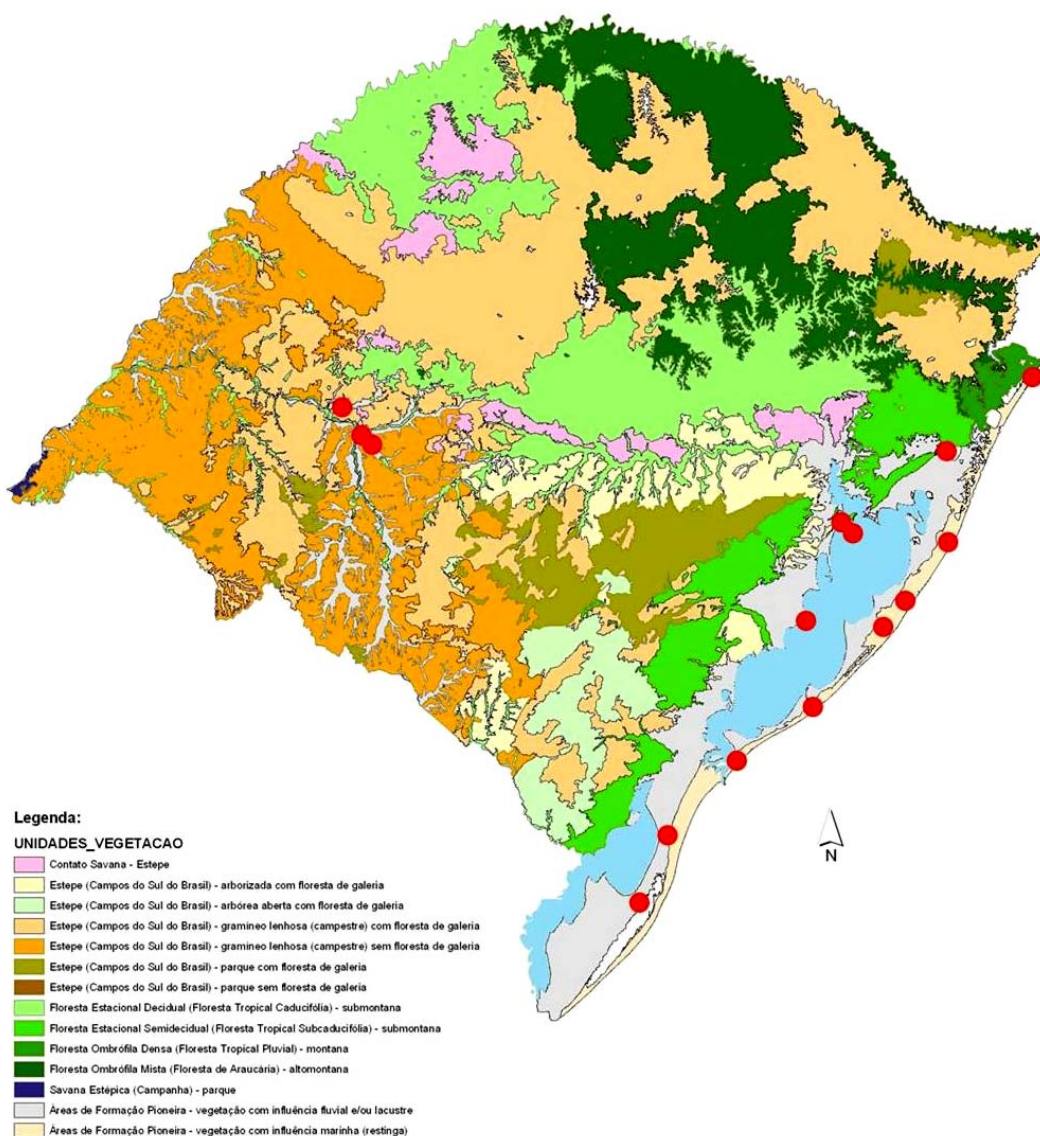 N
Legenda:
UNIDADES_VEGETACAO
Contato Savana - Estepe
Estepe (Campos do Sul do Brasil) - arborizada com floresta de galeria
Estepe (Campos do Sul do Brasil) - arbórea aberta com floresta de galeria
Estepe (Campos do Sul do Brasil) - gramíneo lenhosa (campestre) com floresta de galeria
Estepe (Campos do Sul do Brasil) - gramíneo lenhosa (campestre) sem floresta de galeria
Estepe (Campos do Sul do Brasil) - parque com floresta de galeria
Estepe (Campos do Sul do Brasil) - parque sem floresta de galeria
Floresta Estacional Decidual (Floresta Tropical Caducifólia) - submontana
Floresta Estacional Semidecidual (Floresta Tropical Subcaducifólia) - submontana
Floresta Ombrófila Densa (Floresta Tropical Pluvial) - montana
Floresta Ombrófila Mista (Floresta de Araucária) - altomontana
Savana Estépica (Campanha) - parque
Áreas de Formação Pioneira - vegetação com influência fluvial e/ou lacustre
Áreas de Formação Pioneira - vegetação com influência marinha (restinga)